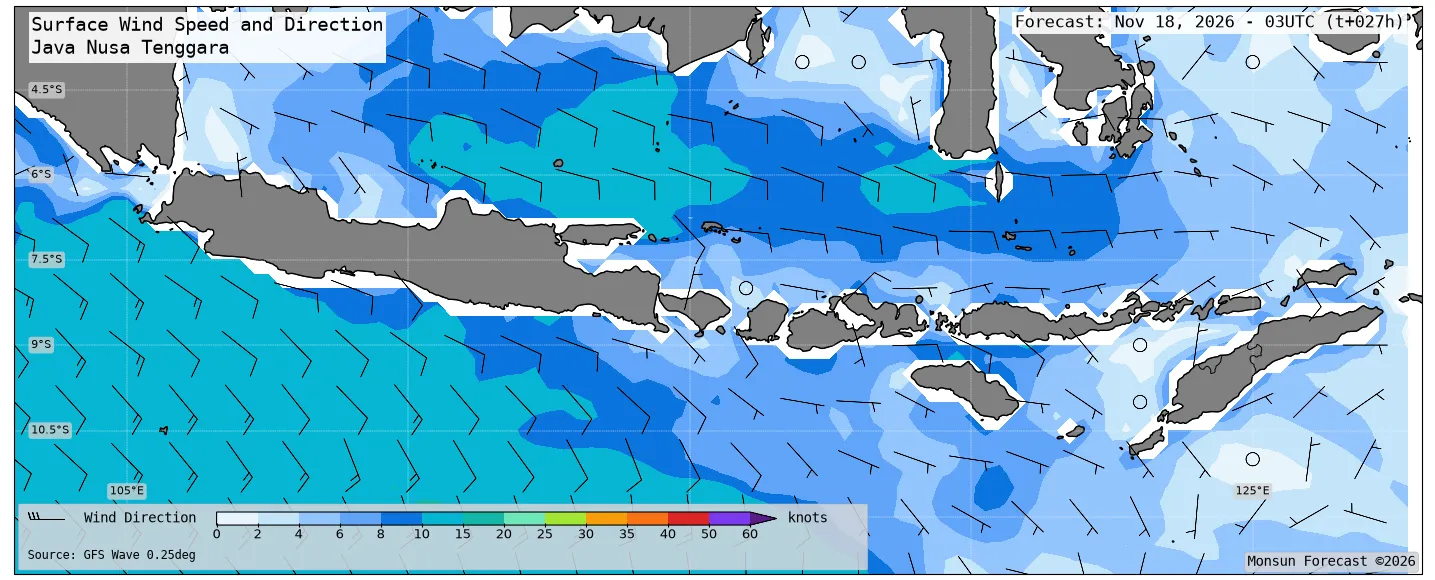 Surface Wind Speed and Direction
Java Nusa Tenggara
Forecast: Nov 18, 2026 - 03UTC (t+027h)
4.5°S
6°S
7.5°S
9°S
10.5°S
105°E
125°E
Wind Direction
knots
0 2 4 6 8 10 15 20 25 30 35 40 50 60
Source: GFS Wave 0.25deg
Monsun Forecast ©2026